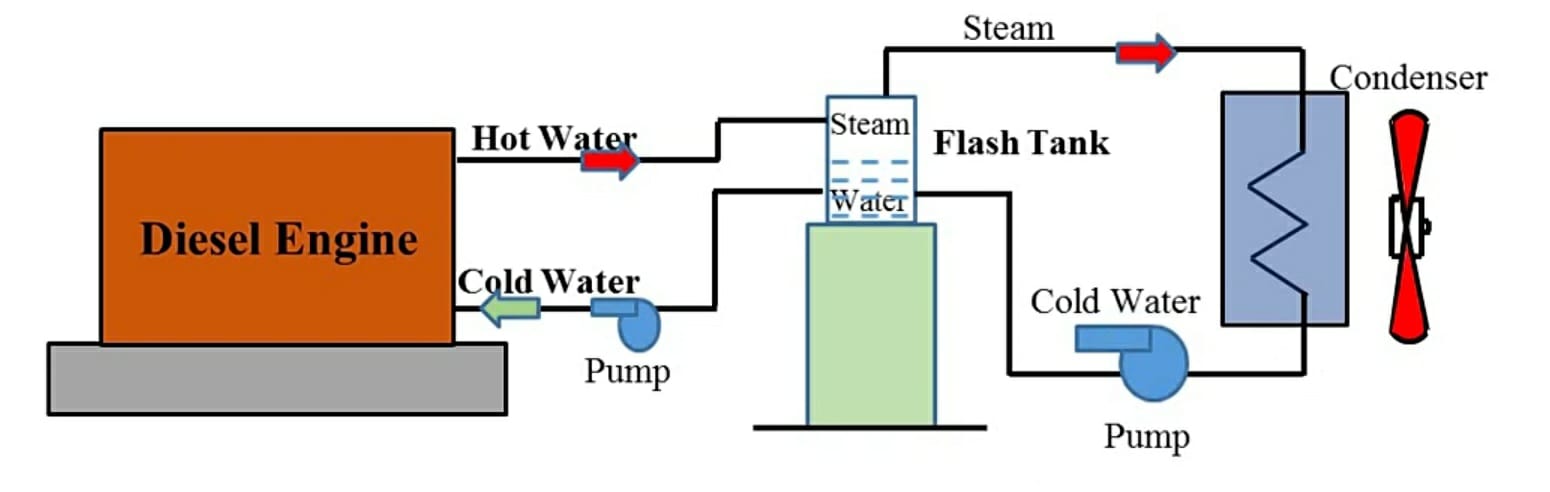 Steam
Condenser
Hot Water
Steam
Flash Tank
Water
Diesel Engine
Cold Water
Cold Water
Pump
Pump